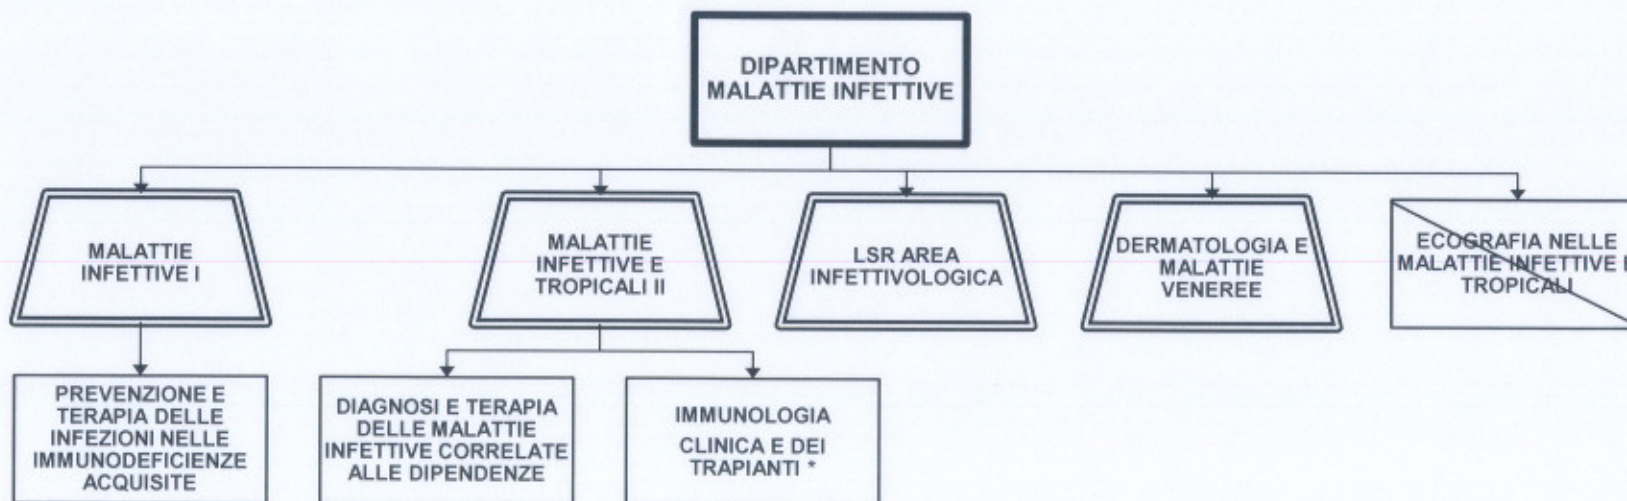 DIPARTIMENTO
MALATTIE INFETTIVE
MALATTIE
INFETTIVE I
MALATTIE
INFETTIVE E
TROPICALI II
LSR AREA
INFETTIVOLOGICA
DERMATOLOGIA E
MALATTIE
VENEREE
ECOGRAFIA NELLE
MALATTIE INFETTIVE E
TROPICALI
PREVENZIONE E
TERAPIA DELLE
INFEZIONI NELLE
IMMUNODEFICIENZE
ACQUISITE
DIAGNOSI E TERAPIA
DELLE MALATTIE
INFETTIVE CORRELATE
ALLE DIPENDENZE
IMMUNOLOGIA
CLINICA E DEI
TRAPIANTI *